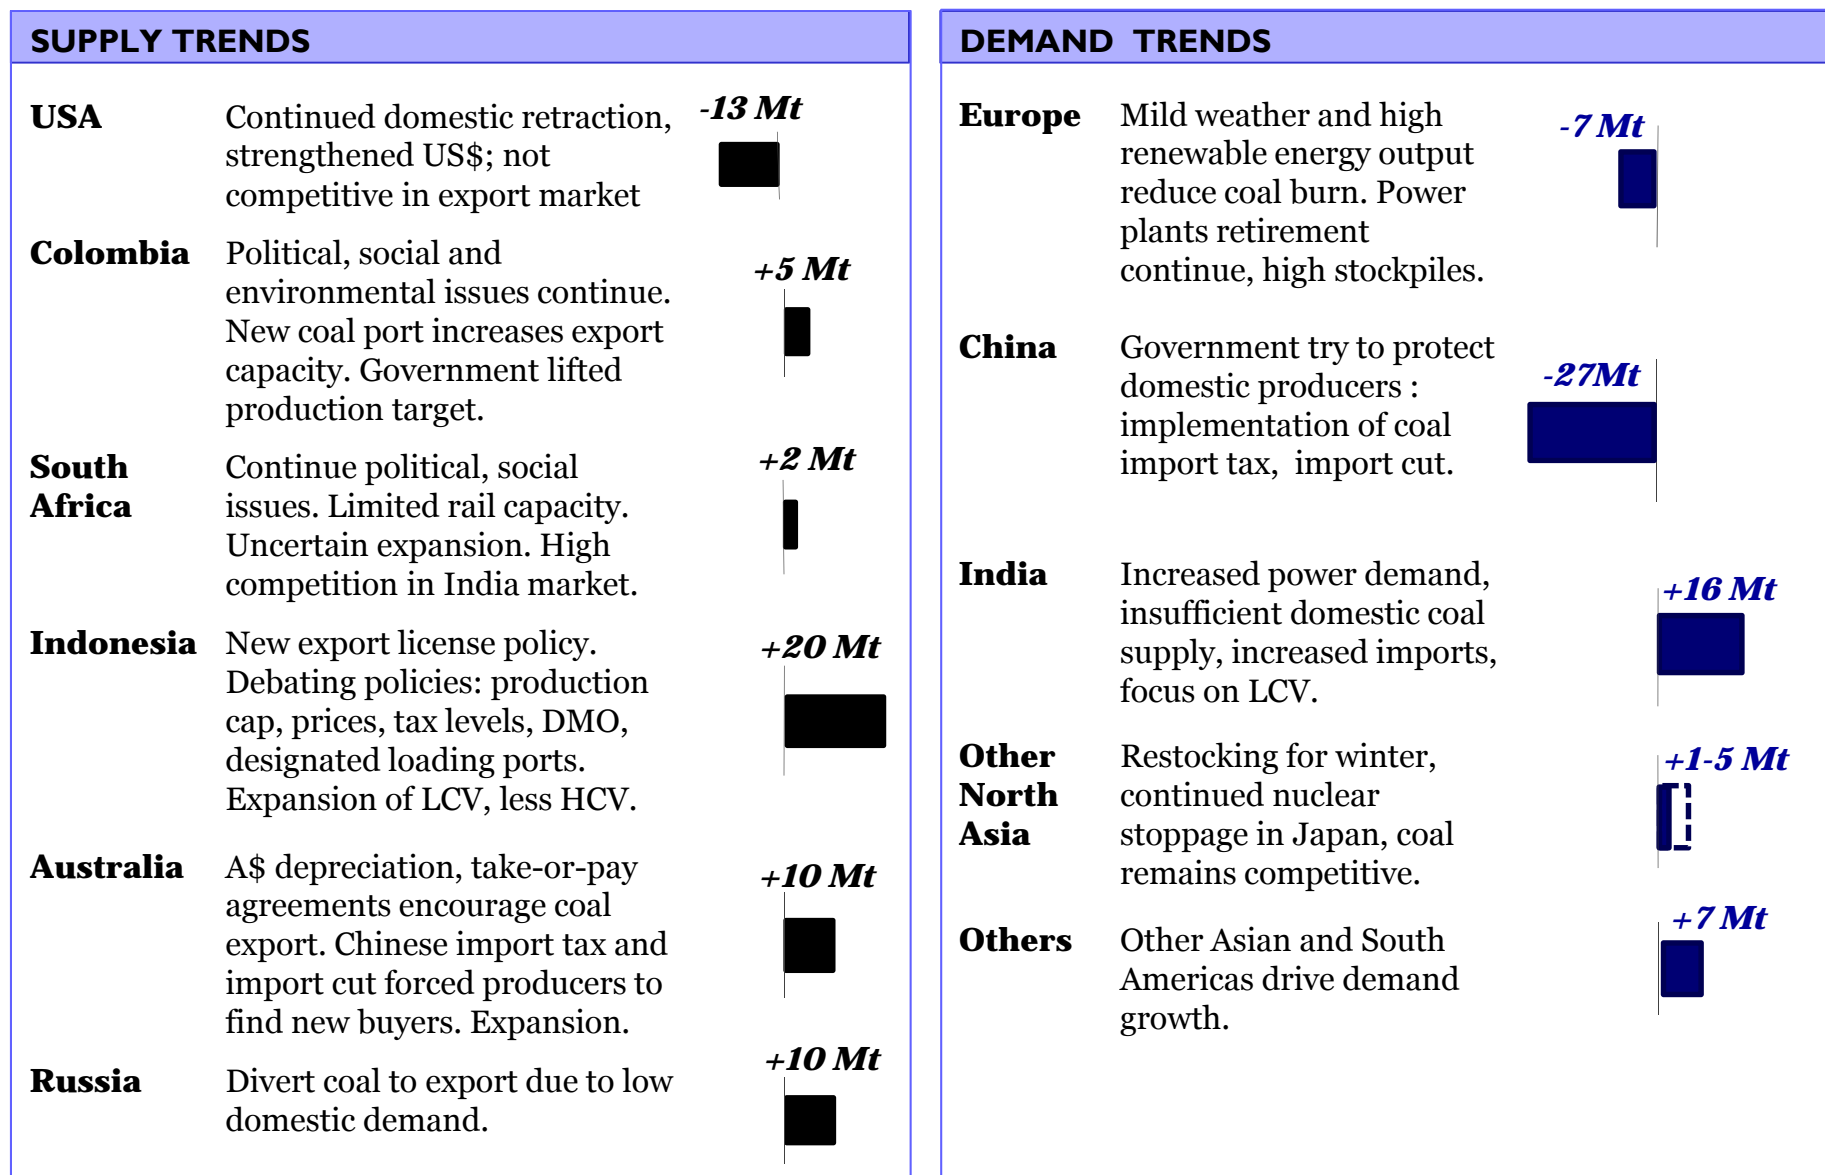 SUPPLY TRENDS
USA
Continued domestic retraction,
strengthened US$; not
competitive in export market
-13 Mt
Colombia
Political, social and
environmental issues continue.
New coal port increases export
capacity. Government lifted
production target.
+5 Mt
South
Africa
Continue political, social
issues. Limited rail capacity.
Uncertain expansion. High
competition in India market.
+2 Mt
Indonesia
New export license policy.
Debating policies: production
cap, prices, tax levels, DMO,
designated loading ports.
Expansion of LCV, less HCV.
+20 Mt
Australia
A$ depreciation, take-or-pay
agreements encourage coal
export. Chinese import tax and
import cut forced producers to
find new buyers. Expansion.
+10 Mt
Russia
Divert coal to export due to low
domestic demand.
+10 Mt
DEMAND TRENDS
Europe
Mild weather and high
renewable energy output
reduce coal burn. Power
plants retirement
continue, high stockpiles.
-7 Mt
China
Government try to protect
domestic producers :
implementation of coal
import tax, import cut.
-27Mt
India
Increased power demand,
insufficient domestic coal
supply, increased imports,
focus on LCV.
+16 Mt
Other
North
Asia
Restocking for winter,
continued nuclear
stoppage in Japan, coal
remains competitive.
+1-5 Mt
Others
Other Asian and South
Americas drive demand
growth.
+7 Mt